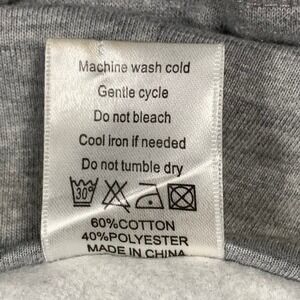 Machine wash cold
Gentle cycle
Do not bleach
Cool iron if needed
Do not tumble dry
30°
60%COTTON
40%POLYESTER
MADE IN CHINA